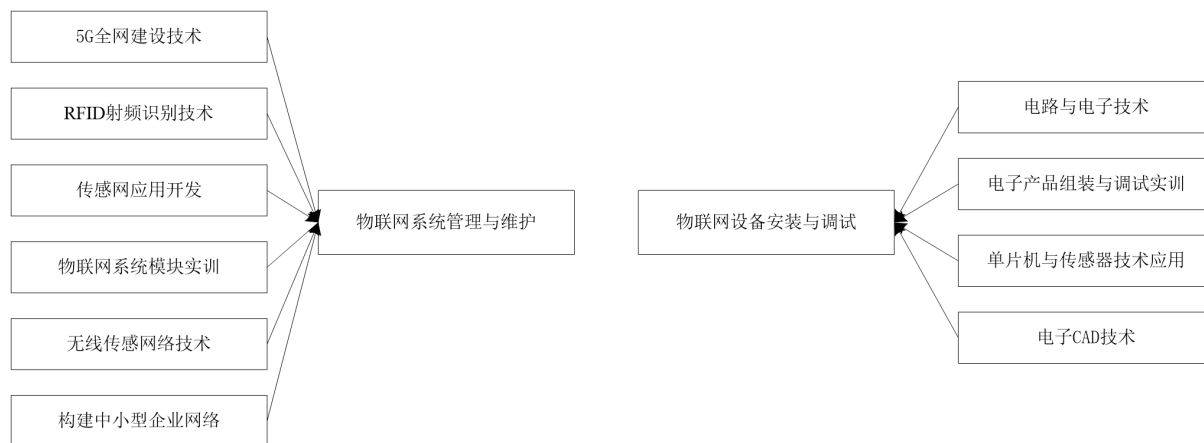 5G全网建设技术
RFID射频识别技术
传感网应用开发
物联网系统模块实训
无线传感网络技术
构建中小型企业网络
物联网系统管理与维护
物联网设备安装与调试
电路与电子技术
电子产品组装与调试实训
单片机与传感器技术应用
电子CAD技术